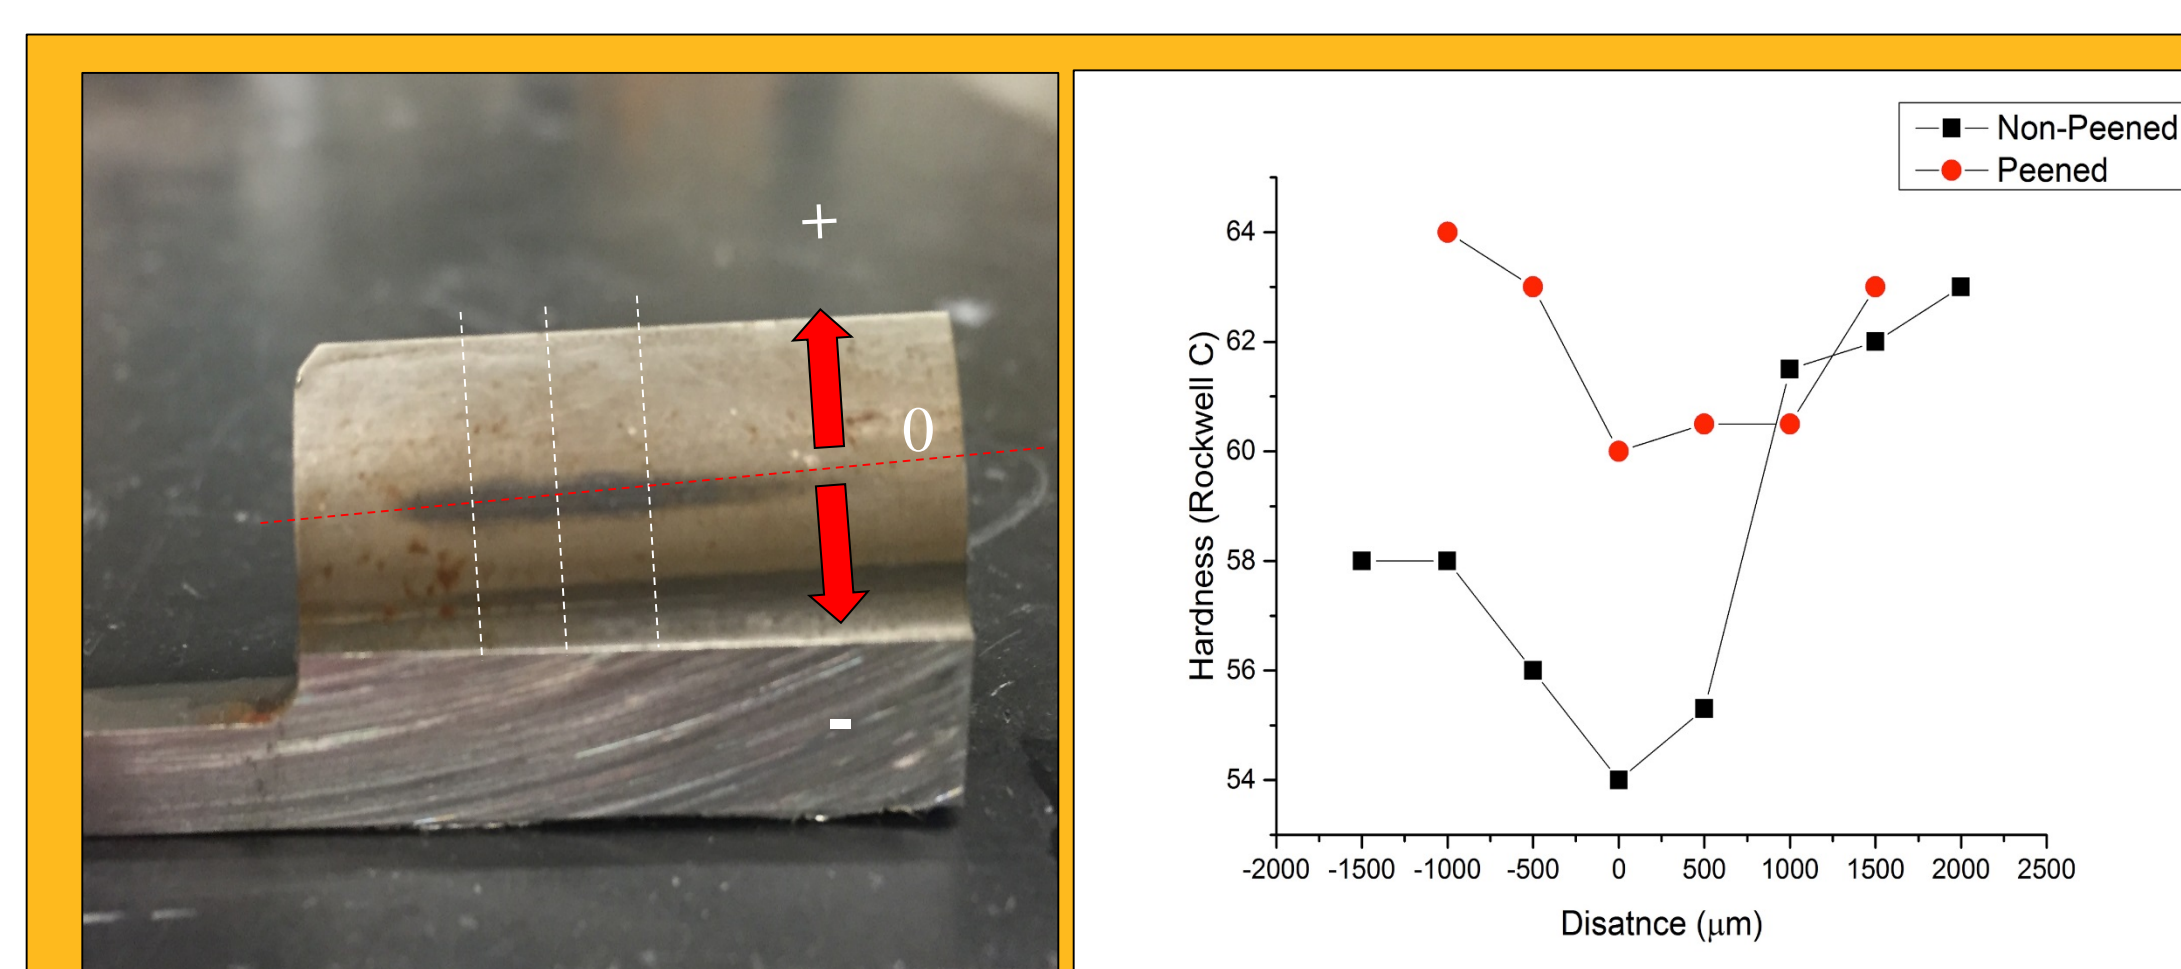 +
0
-
Non-Peened
Peened
64
62
60
58
56
54
Hardness (Rockwell C)
-2000 -1500 -1000 -500 0 500 1000 1500 2000 2500
Disatnce (μm)